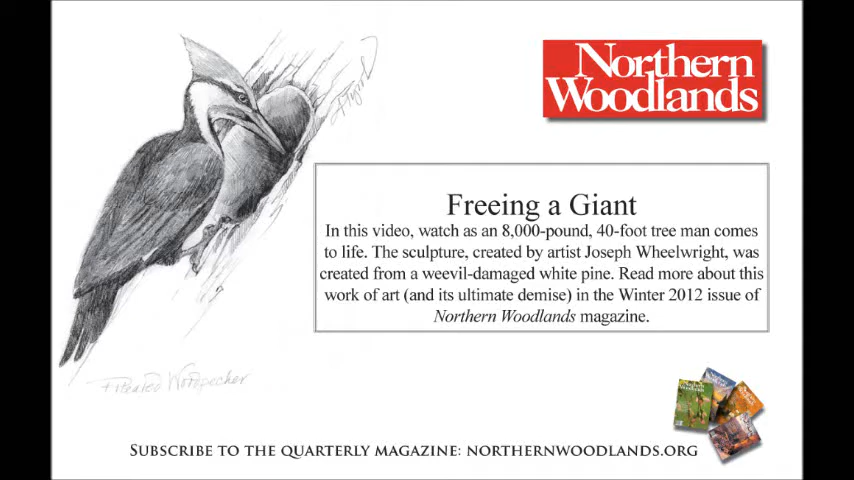 Northern
Woodlands
Freeing a Giant
In this video, watch as an 8,000-pound, 40-foot tree man comes
to life. The sculpture, created by artist Joseph Wheelwright, was
created from a weevil-damaged white pine. Read more about this
work of art (and its ultimate demise) in the Winter 2012 issue of
Northern Woodlands magazine.
Pileated Woodpecker
SUBSCRIBE TO THE QUARTERLY MAGAZINE: NORTHERNWOODLANDS.ORG